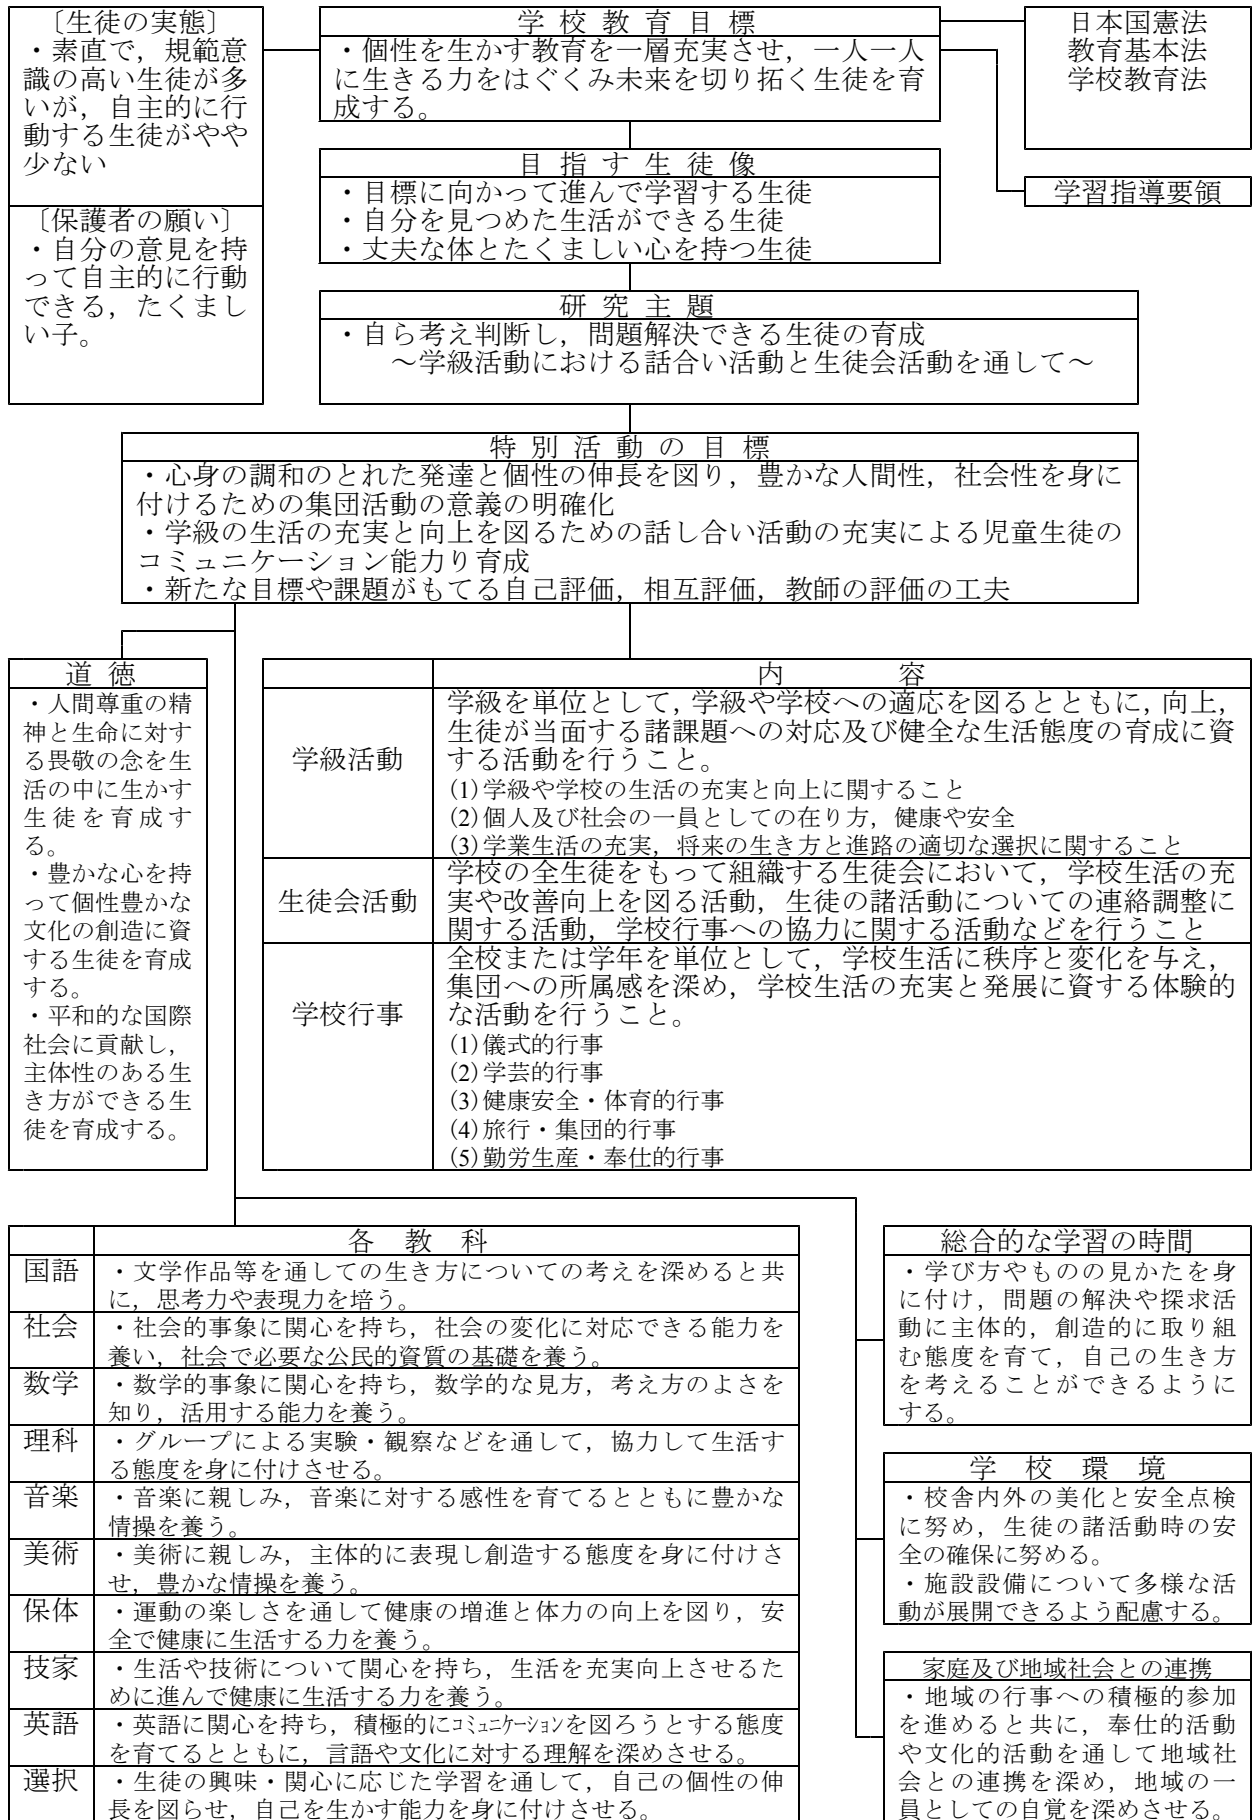 〔生徒の実態〕
・素直で，規範意
識の高い生徒が多
いが，自主的に行
動する生徒がやや
少ない
〔保護者の願い〕
・自分の意見を持
って自主的に行動
できる，たくまし
い子。
学校教育目標
・個性を生かす教育を一層充実させ，一人一人
に生きる力をはぐくみ未来を切り拓く生徒を育
成する。
日本国憲法
教育基本法
学校教育法
学習指導要領
目指す生徒像
・目標に向かって進んで学習する生徒
・自分を見つめた生活ができる生徒
・丈夫な体とたくましい心を持つ生徒
研究主題
・自ら考え判断し，問題解決できる生徒の育成
～学級活動における話合い活動と生徒会活動を通して～
特別活動の目標
・心身の調和のとれた発達と個性の伸長を図り，豊かな人間性，社会性を身に
付けるための集団活動の意義の明確化
・学級の生活の充実と向上を図るための話し合い活動の充実による児童生徒の
コミュニケーション能力り育成
・新たな目標や課題がもてる自己評価，相互評価，教師の評価の工夫
道徳
・人間尊重の精
神と生命に対す
る畏敬の念を生
活の中に生かす
生徒を育成す
る。
・豊かな心を持
って個性豊かな
文化の創造に資
する生徒を育成
する。
・平和的な国際
社会に貢献し，
主体性のある生
き方ができる生
徒を育成する。
内容
学級活動
学級を単位として，学級や学校への適応を図るとともに，向上，
生徒が当面する諸課題への対応及び健全な生活態度の育成に資
する活動を行うこと。
(1)学級や学校の生活の充実と向上に関すること
(2)個人及び社会の一員としての在り方，健康や安全
(3)学業生活の充実，将来の生き方と進路の適切な選択に関すること
生徒会活動
学校の全生徒をもって組織する生徒会において，学校生活の充
実や改善向上を図る活動，生徒の諸活動についての連絡調整に
関する活動，学校行事への協力に関する活動などを行うこと
学校行事
全校または学年を単位として，学校生活に秩序と変化を与え，
集団への所属感を深め，学校生活の充実と発展に資する体験的
な活動を行うこと。
(1)儀式的行事
(2)学芸的行事
(3)健康安全・体育的行事
(4)旅行・集団的行事
(5)勤労生産・奉仕的行事
各教科
国語
・文学作品等を通しての生き方についての考えを深めると共
に，思考力や表現力を培う。
社会
・社会的事象に関心を持ち，社会の変化に対応できる能力を
養い，社会で必要な公民的資質の基礎を養う。
数学
・数学的事象に関心を持ち，数学的な見方，考え方のよさを
知り，活用する能力を養う。
理科
・グループによる実験・観察などを通して，協力して生活す
る態度を身に付けさせる。
音楽
・音楽に親しみ，音楽に対する感性を育てるとともに豊かな
情操を養う。
美術
・美術に親しみ，主体的に表現し創造する態度を身に付けさ
せ，豊かな情操を養う。
保体
・運動の楽しさを通して健康の増進と体力の向上を図り，安
全で健康に生活する力を養う。
技家
・生活や技術について関心を持ち，生活を充実向上させるた
めに進んで健康に生活する力を養う。
英語
・英語に関心を持ち，積極的にｺﾐｭﾆｹｰｼｮﾝを図ろうとする態度
を育てるとともに，言語や文化に対する理解を深めさせる。
選択
・生徒の興味・関心に応じた学習を通して，自己の個性の伸
長を図らせ，自己を生かす能力を身に付けさせる。
総合的な学習の時間
・学び方やものの見かたを身
に付け，問題の解決や探求活
動に主体的，創造的に取り組
む態度を育て，自己の生き方
を考えることができるように
する。
学校環境
・校舎内外の美化と安全点検
に努め，生徒の諸活動時の安
全の確保に努める。
・施設設備について多様な活
動が展開できるよう配慮する。
家庭及び地域社会との連携
・地域の行事への積極的参加
を進めると共に，奉仕的活動
や文化的活動を通して地域社
会との連携を深め，地域の一
員としての自覚を深めさせる。